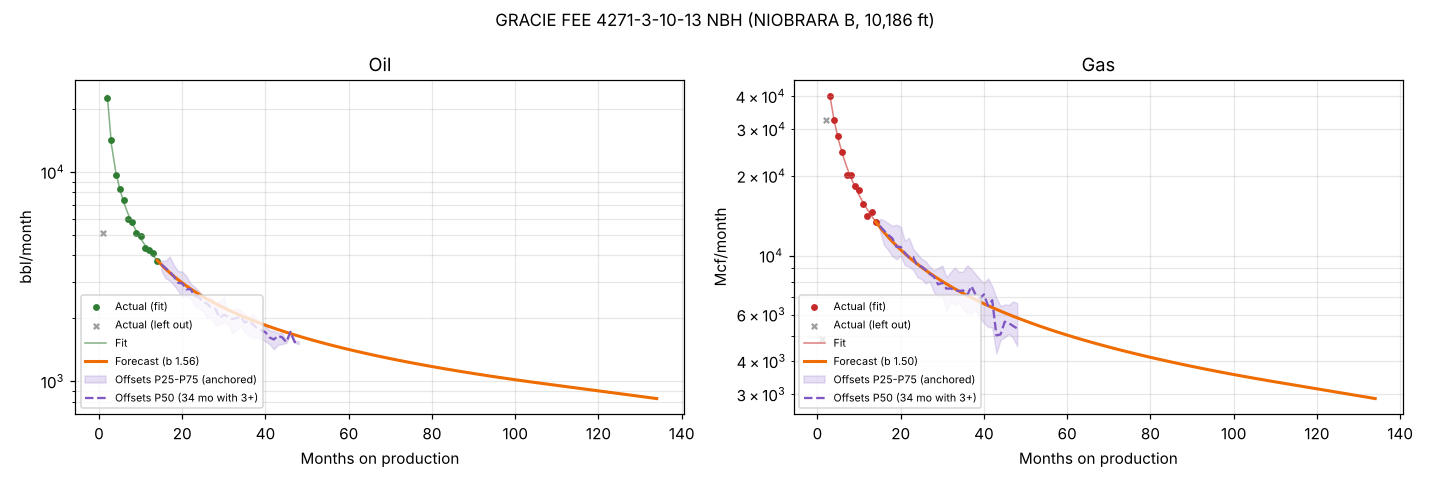 GRACIE FEE 4271-3-10-13 NBH (NIOBRARA B, 10,186 ft)
Oil
bbl/month
10^4
10^3
Actual (fit)
Actual (left out)
Fit
Forecast (b 1.56)
Offsets P25-P75 (anchored)
Offsets P50 (34 mo with 3+)
0 20 40 60 80 100 120 140
Months on production
Gas
Mcf/month
4 × 10^4
3 × 10^4
2 × 10^4
10^4
6 × 10^3
4 × 10^3
3 × 10^3
Actual (fit)
Actual (left out)
Fit
Forecast (b 1.50)
Offsets P25-P75 (anchored)
Offsets P50 (34 mo with 3+)
0 20 40 60 80 100 120 140
Months on production